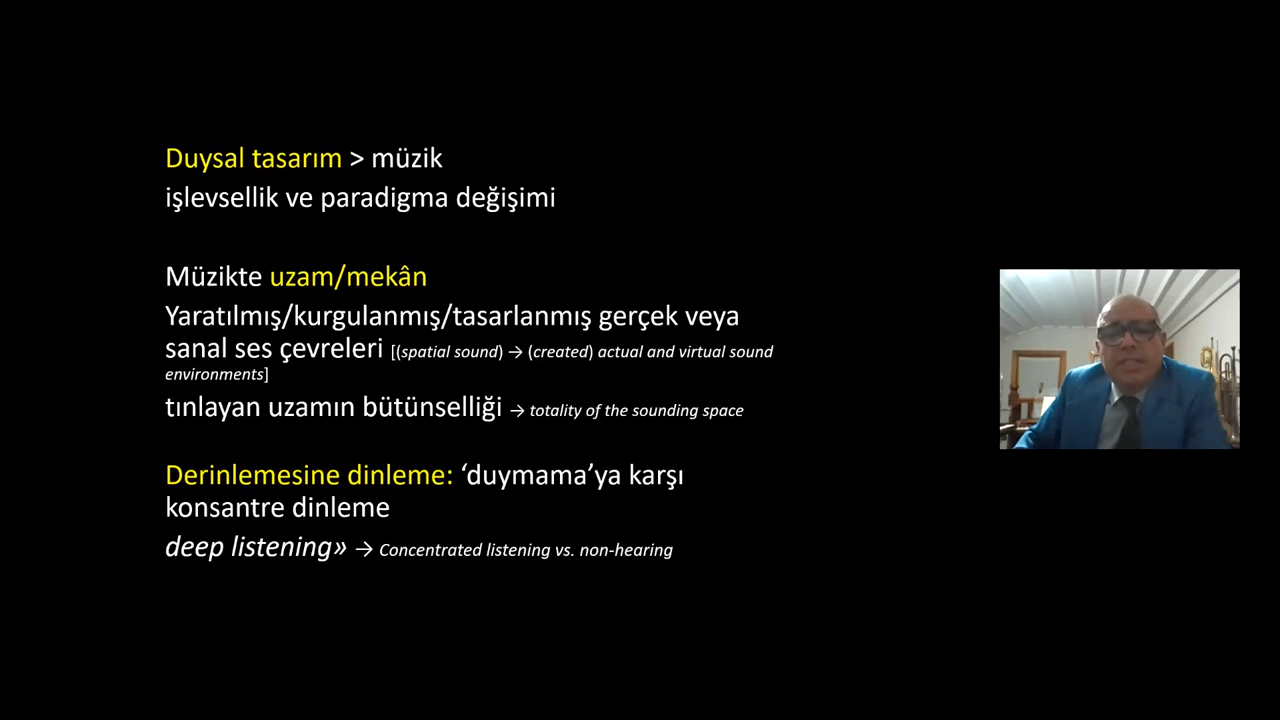 Duysal tasarım > müzik
işlevsellik ve paradigma değişimi
Müzikte uzam/mekân
Yaratılmış/kurgulanmış/tasarlanmış gerçek veya
sanal ses çevreleri [(spatial sound) → (created) actual and virtual sound
environments]
tınlayan uzamın bütünselliği → totality of the sounding space
Derinlemesine dinleme: ‘duymama’ya karşı
konsantre dinleme
deep listening» → Concentrated listening vs. non-hearing